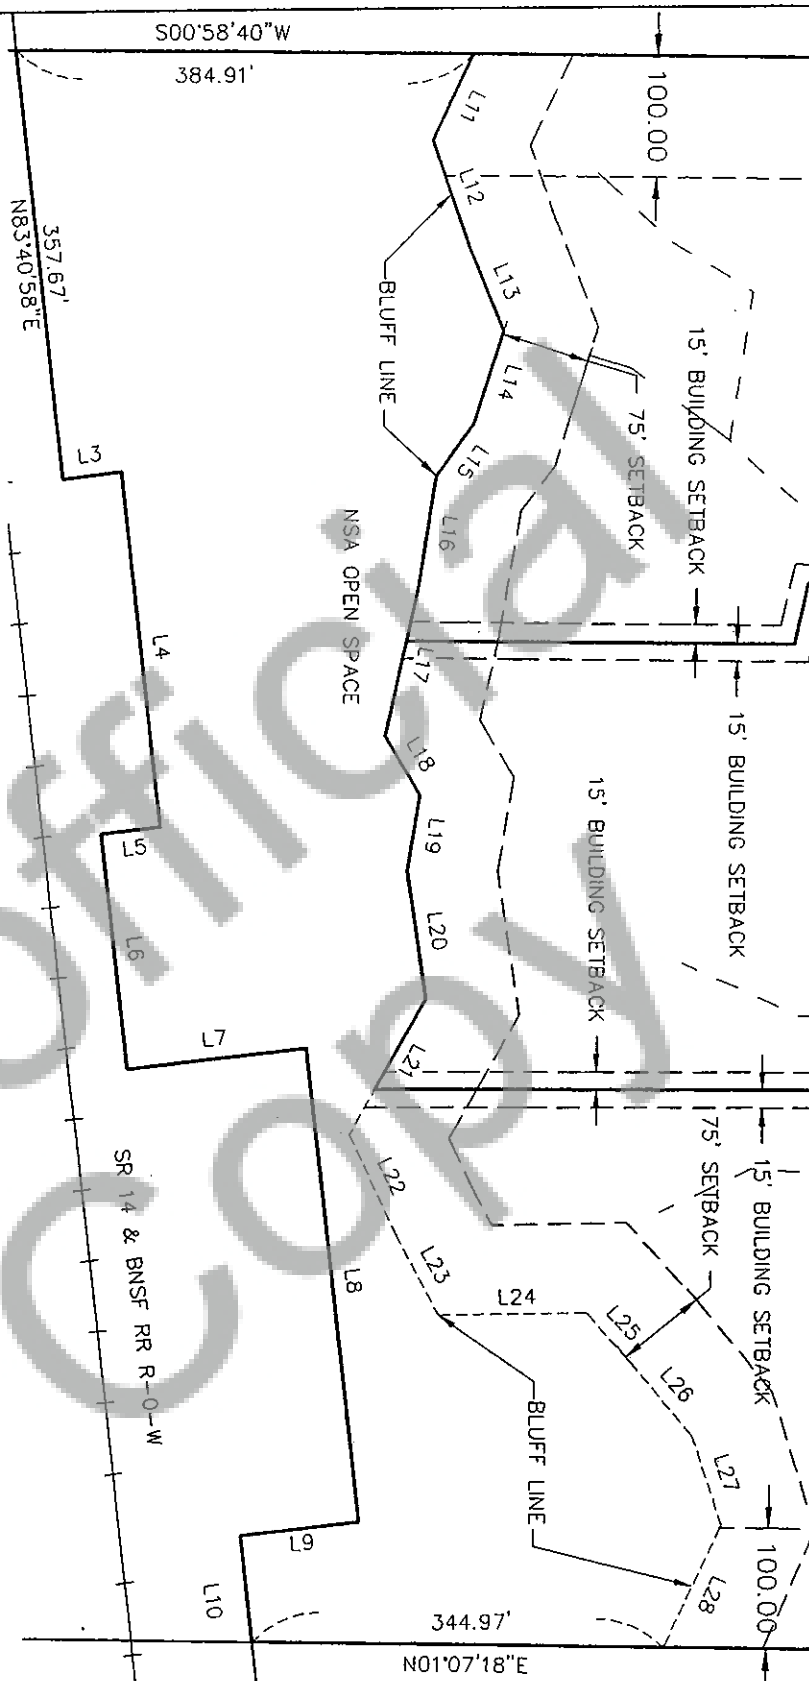 S00°58'40"W
384.91'
100.00
L11
L12
L13
BLUFF LINE
357.67'
N83°40'58"E
L14
75' SETBACK
15' BUILDING SETBACK
L3
L15
L16
NSA OPEN SPACE
L4
L17
L18
15' BUILDING SETBACK
15' BUILDING SETBACK
L5
L19
L6
L20
L7
L21
SR 14 & BNSF RR R-O-W
L22
75' SETBACK
15' BUILDING SETBACK
L8
L23
L24
L25
L26
BLUFF LINE
L27
L9
L10
L28
100.00
344.97'
N01°07'18"E
Official
Copy